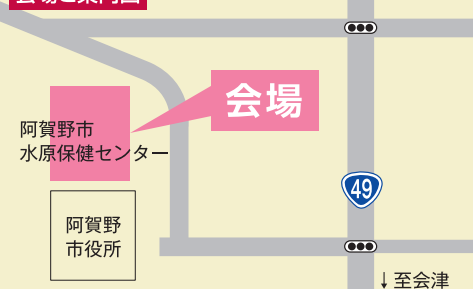 会場ご案内図
会場
阿賀野市
水原保健センター
49
阿賀野
市役所
↓至会津